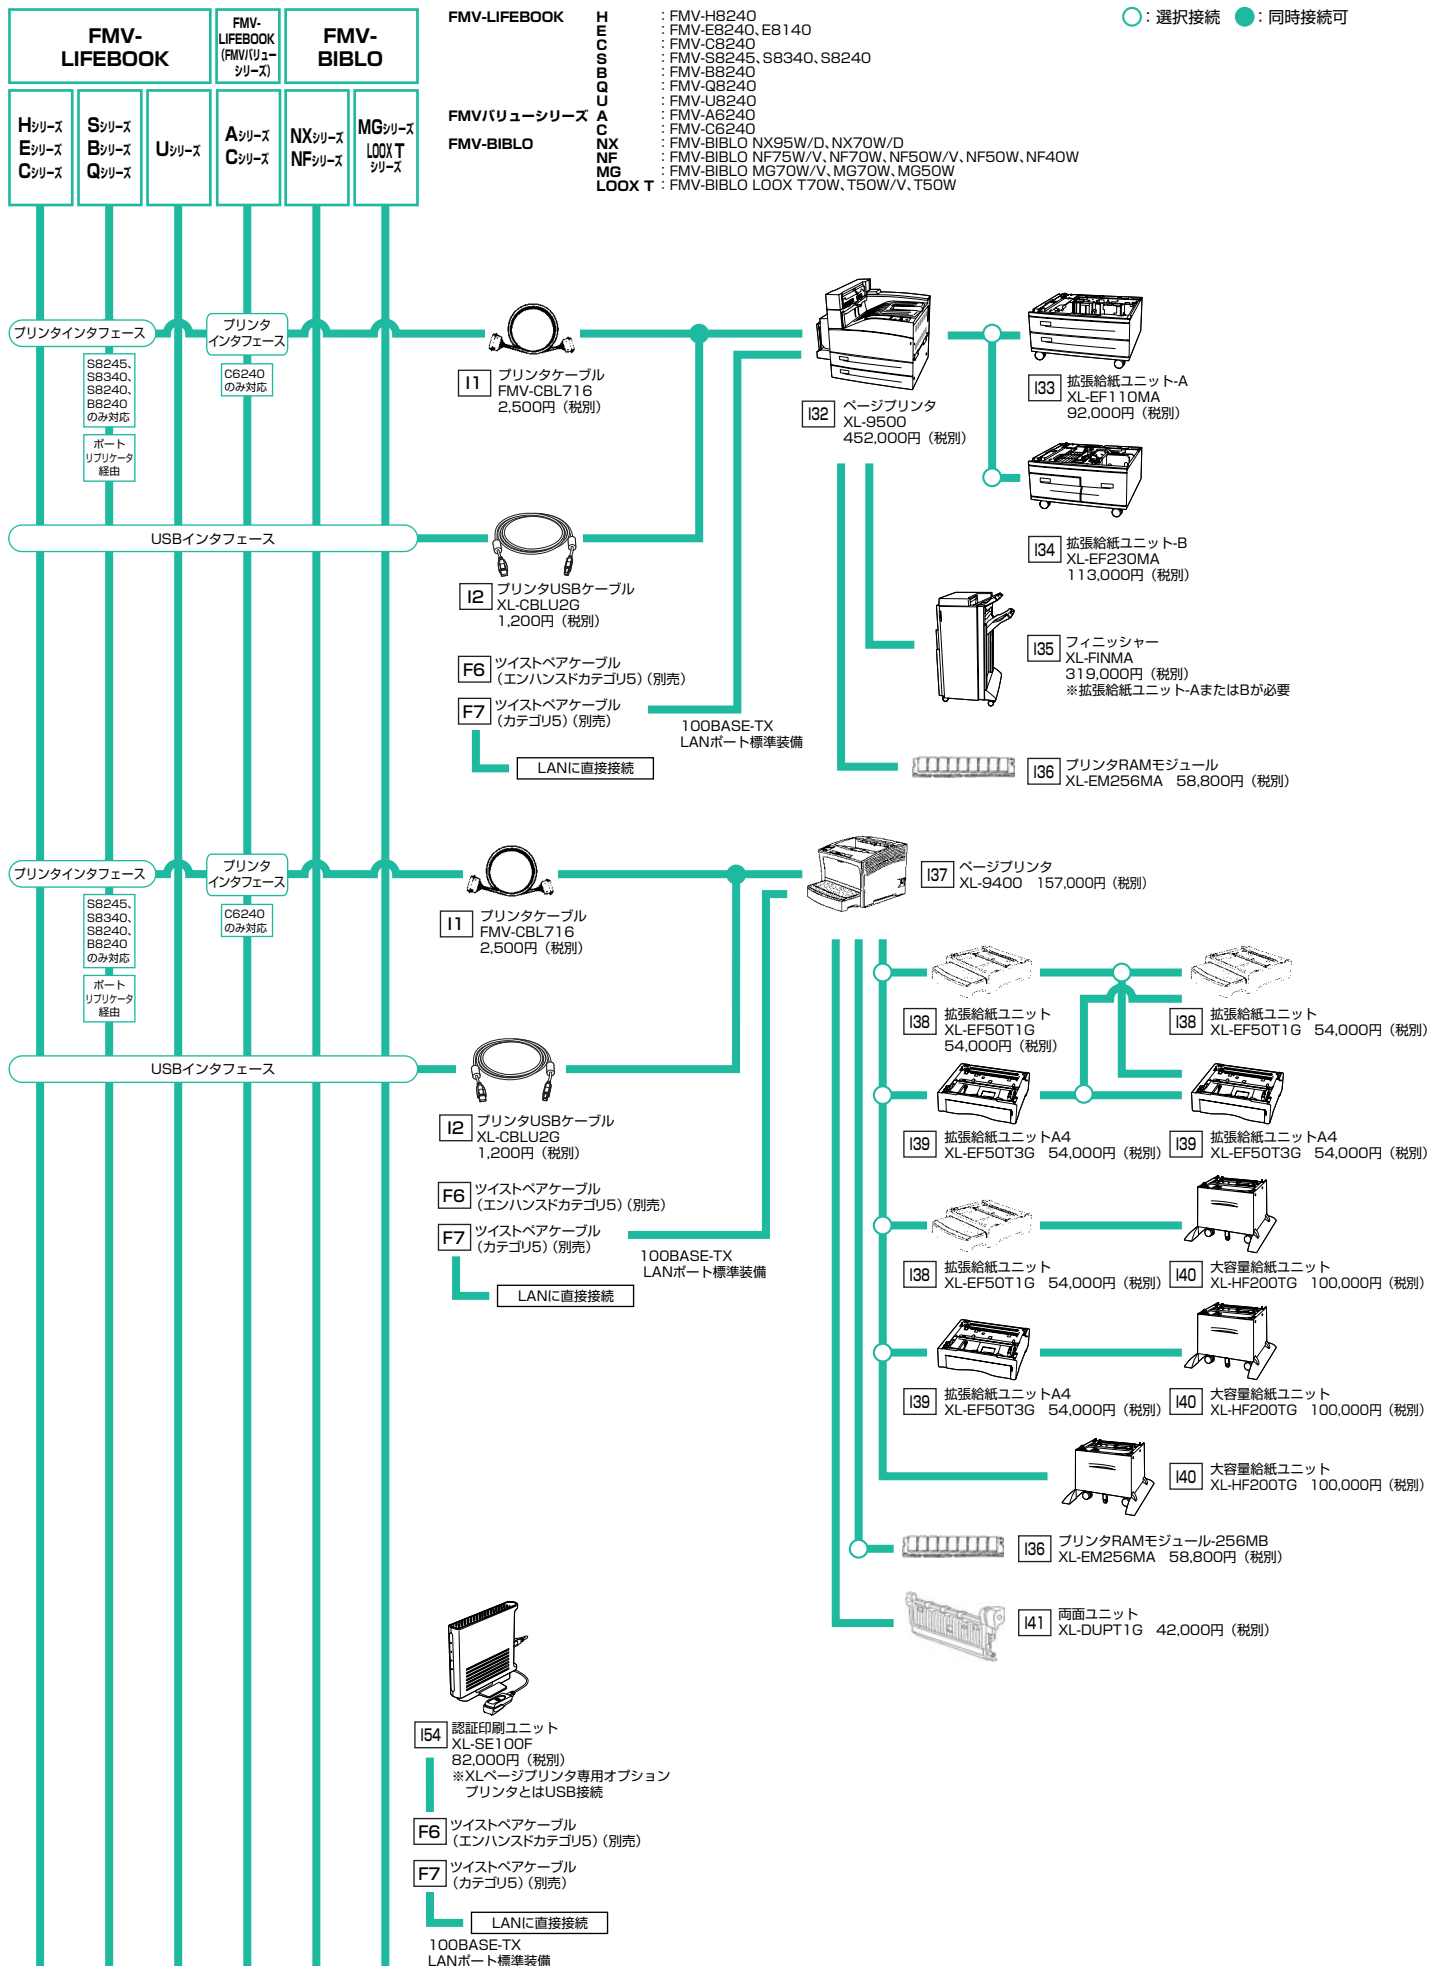 FMV-
LIFEBOOK
FMV-
LIFEBOOK
(FMVバリュー
シリーズ)
FMV-
BIBLO
Hシリーズ
Eシリーズ
Cシリーズ
Sシリーズ
Bシリーズ
Qシリーズ
Uシリーズ
Aシリーズ
Cシリーズ
NXシリーズ
NFシリーズ
MGシリーズ
LOOX T
シリーズ
FMV-LIFEBOOK H : FMV-H8240
E : FMV-E8240、E8140
C : FMV-C8240
S : FMV-S8245、S8340、S8240
B : FMV-B8240
Q : FMV-Q8240
U : FMV-U8240
FMVバリューシリーズ A : FMV-A6240
C : FMV-C6240
FMV-BIBLO NX : FMV-BIBLO NX95W/D、NX70W/D
NF : FMV-BIBLO NF75W/V、NF70W、NF50W/V、NF50W、NF40W
MG : FMV-BIBLO MG70W/V、MG70W、MG50W
LOOX T : FMV-BIBLO LOOX T70W、T50W/V、T50W
○：選択接続 ●：同時接続可
プリンタインタフェース
S8245、
S8340、
S8240、
B8240
のみ対応
ポート
リプリケータ
経由
プリンタ
インタフェース
C6240
のみ対応
I1 プリンタケーブル
FMV-CBL716
2,500円（税別）
I32 ページプリンタ
XL-9500
452,000円（税別）
I33 拡張給紙ユニット-A
XL-EF110MA
92,000円（税別）
I34 拡張給紙ユニット-B
XL-EF230MA
113,000円（税別）
USBインタフェース
I2 プリンタUSBケーブル
XL-CBLU2G
1,200円（税別）
I35 フィニッシャー
XL-FINMA
319,000円（税別）
※拡張給紙ユニット-AまたはBが必要
F6 ツイストペアケーブル
（エンハンスドカテゴリ5）（別売）
F7 ツイストペアケーブル
（カテゴリ5）（別売）
100BASE-TX
LANポート標準装備
LANに直接接続
I36 プリンタRAMモジュール
XL-EM256MA 58,800円（税別）
プリンタインタフェース
S8245、
S8340、
S8240、
B8240
のみ対応
ポート
リプリケータ
経由
プリンタ
インタフェース
C6240
のみ対応
I1 プリンタケーブル
FMV-CBL716
2,500円（税別）
I37 ページプリンタ
XL-9400 157,000円（税別）
I38 拡張給紙ユニット
XL-EF50T1G
54,000円（税別）
I38 拡張給紙ユニット
XL-EF50T1G 54,000円（税別）
USBインタフェース
I2 プリンタUSBケーブル
XL-CBLU2G
1,200円（税別）
I39 拡張給紙ユニットA4
XL-EF50T3G 54,000円（税別）
I39 拡張給紙ユニットA4
XL-EF50T3G 54,000円（税別）
F6 ツイストペアケーブル
（エンハンスドカテゴリ5）（別売）
F7 ツイストペアケーブル
（カテゴリ5）（別売）
100BASE-TX
LANポート標準装備
LANに直接接続
I38 拡張給紙ユニット
XL-EF50T1G 54,000円（税別）
I40 大容量給紙ユニット
XL-HF200TG 100,000円（税別）
I39 拡張給紙ユニットA4
XL-EF50T3G 54,000円（税別）
I40 大容量給紙ユニット
XL-HF200TG 100,000円（税別）
I40 大容量給紙ユニット
XL-HF200TG 100,000円（税別）
I36 プリンタRAMモジュール-256MB
XL-EM256MA 58,800円（税別）
I41 両面ユニット
XL-DUPT1G 42,000円（税別）
I54 認証印刷ユニット
XL-SE100F
82,000円（税別）
※XLページプリンタ専用オプション
プリンタとはUSB接続
F6 ツイストペアケーブル
（エンハンスドカテゴリ5）（別売）
F7 ツイストペアケーブル
（カテゴリ5）（別売）
LANに直接接続
100BASE-TX
LANポート標準装備